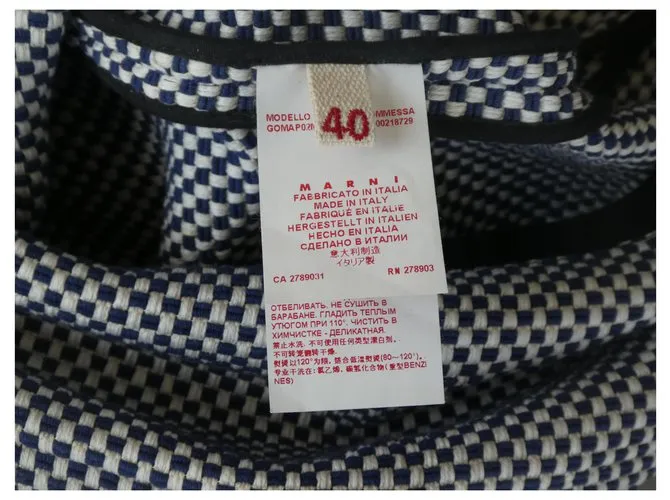 MODELLO
40
MMESSA
00218729
MARNI
FABBRICATO IN ITALIA
MADE IN ITALY
FABRIQUÉ EN ITALIE
HERGESTELLT IN ITALIEN
HECHO EN ITALIA
СДЕЛАНО В ИТАЛИИ
意大利制造
イタリア製
CA 2789031 RN 278903
ОТБЕЛИВАТЬ. НЕ СУШИТЬ В
БАРАБАНЕ. ГЛАДИТЬ ТЕПЛЫМ
УТЮГОМ ПРИ 110°. ЧИСТИТЬ В
ХИМЧИСТКЕ - ДЕЛИКАТНАЯ.
禁止水洗. 不可使用任何类型漂白剂.
不可转笼翻转干燥.
熨烫以120°为限, 熨合低温熨烫(80~120°).
专业干洗在: 氯乙烯, 碳氢化合物(重型BENZI
NES)